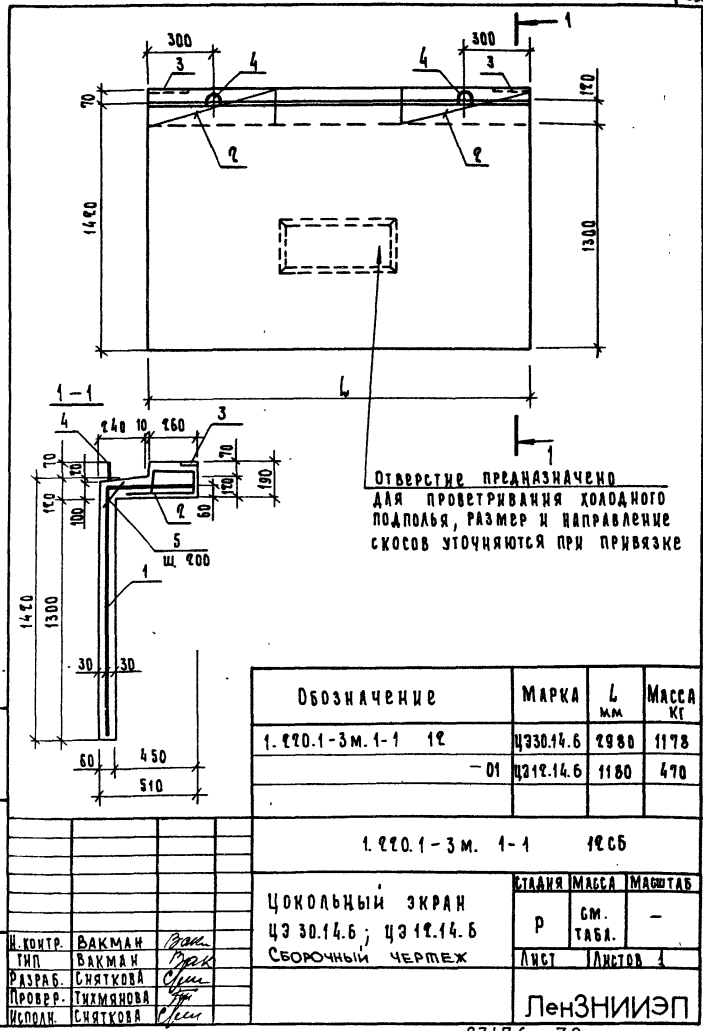 1
300
300
3
4
4
3
70
120
2
2
1420
1300
L
1-1
1
240 10 260
4
3
70
20
70
120
190
120
100
60
2
5
Ш. 200
1
ОТВЕРСТИЕ ПРЕДНАЗНАЧЕНО
ДЛЯ ПРОВЕТРИВАНИЯ ХОЛОДНОГО
ПОДПОЛЬЯ, РАЗМЕР И НАПРАВЛЕНИЕ
СКОСОВ УТОЧНЯЮТСЯ ПРИ ПРИВЯЗКЕ
1420
1300
30 30
60 450
510
ОБОЗНАЧЕНИЕ МАРКА L мм МАССА КГ
1.220.1-3м.1-1 12 ЦЭ30.14.6 2980 1178
-01 ЦЭ12.14.6 1180 470
1.220.1-3м. 1-1 12СБ
ЦОКОЛЬНЫЙ ЭКРАН
ЦЭ 30.14.6; ЦЭ 12.14.6
СБОРОЧНЫЙ ЧЕРТЕЖ
СТАДИЯ МАССА МАСШТАБ
Р СМ. ТАБЛ. –
ЛИСТ ЛИСТОВ 1
Н.КОНТР. ВАКМАН
ГИП ВАКМАН
РАЗРАБ. СНЯТКОВА
ПРОВЕР. ТИХМЯНОВА
ИСПОЛН. СНЯТКОВА
ЛенЗНИИЭП